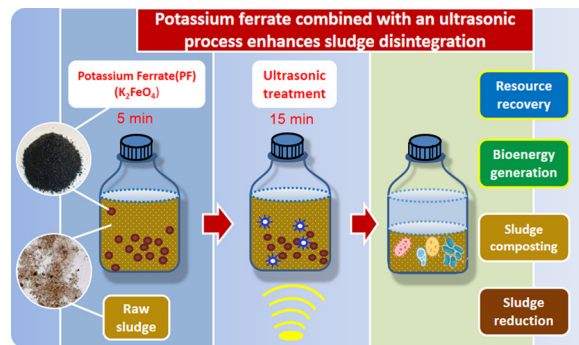 Potassium ferrate combined with an ultrasonic
process enhances sludge disintegration
Potassium Ferrate(PF)
(K₂FeO₄)
5 min
Raw
sludge
Ultrasonic
treatment
15 min
Resource
recovery
Bioenergy
generation
Sludge
composting
Sludge
reduction